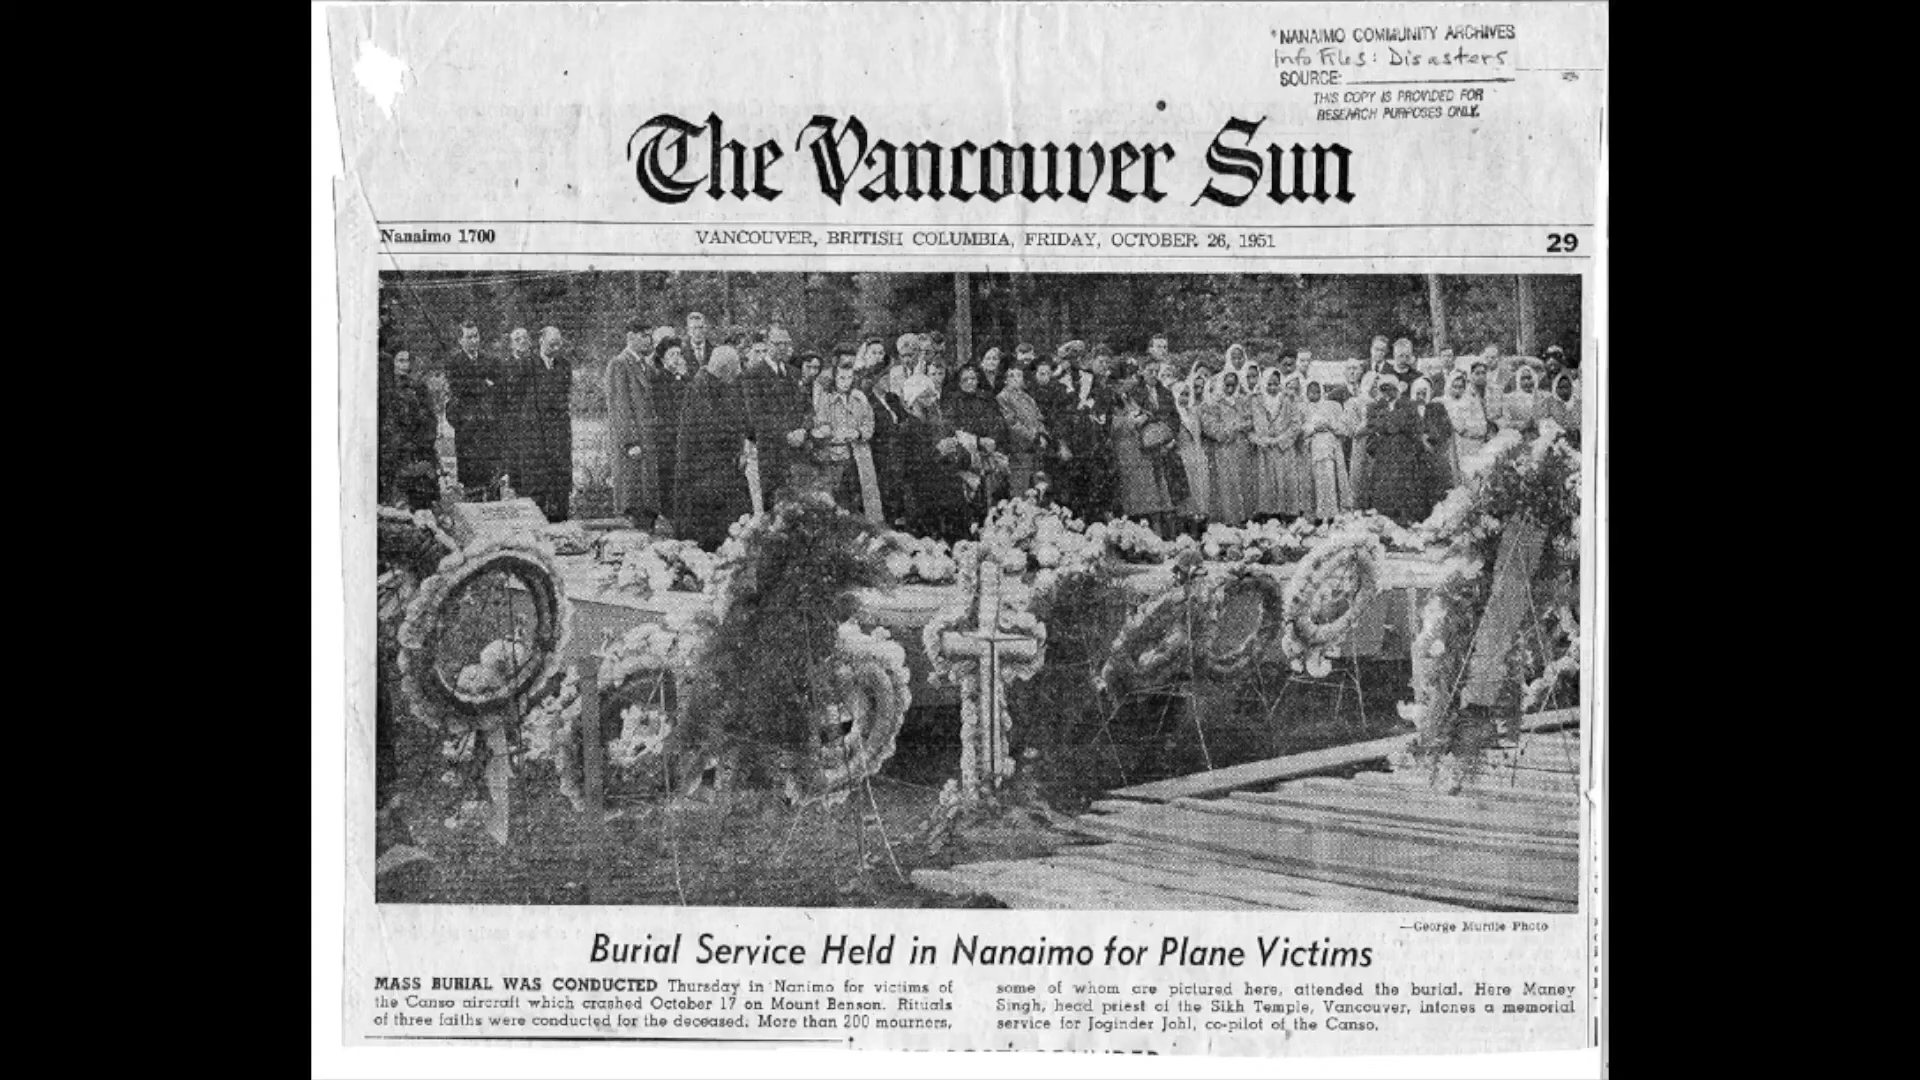 NANAIMO COMMUNITY ARCHIVES
Info Files: Disasters
SOURCE:
THIS COPY IS PROVIDED FOR
RESEARCH PURPOSES ONLY.
The Vancouver Sun
Nanaimo 1700
VANCOUVER, BRITISH COLUMBIA, FRIDAY, OCTOBER 26, 1951
29
—George Murdie Photo
Burial Service Held in Nanaimo for Plane Victims
MASS BURIAL WAS CONDUCTED Thursday in Nanimo for victims of
the Canso aircraft which crashed October 17 on Mount Benson. Rituals
of three faiths were conducted for the deceased. More than 200 mourners,
some of whom are pictured here, attended the burial. Here Maney
Singh, head priest of the Sikh Temple, Vancouver, intones a memorial
service for Joginder Johl, co-pilot of the Canso.